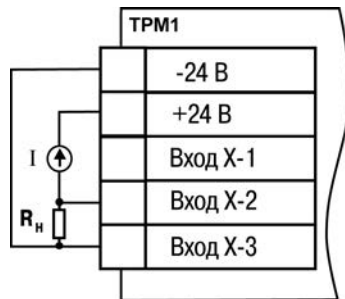 ТРМ1
-24 В
+24 В
Вход X-1
I
Вход X-2
Rн
Вход X-3